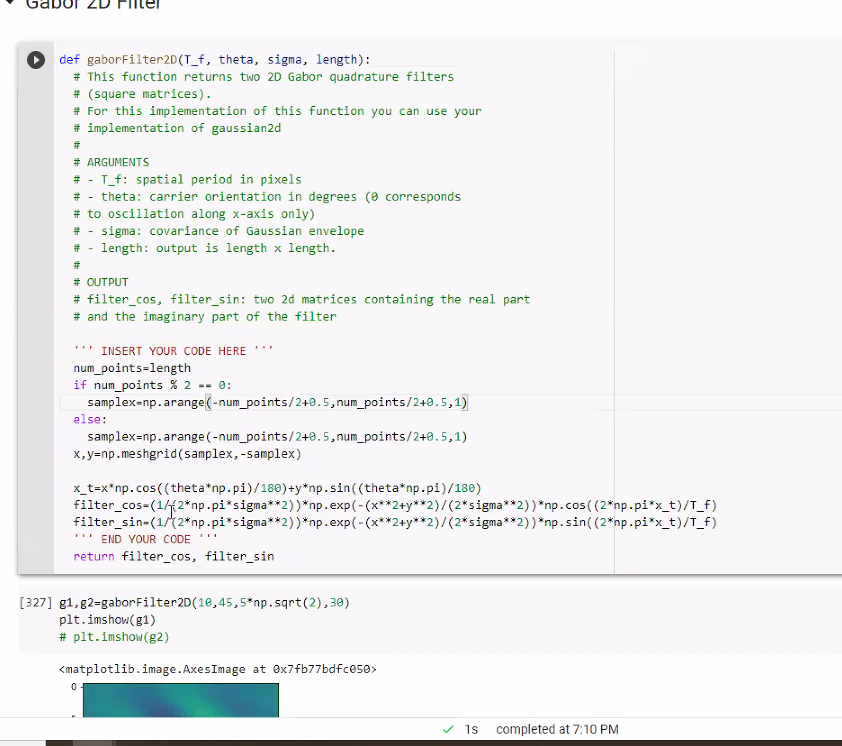 Gabor 2D Filter
def gaborFilter2D(T_f, theta, sigma, length):
# This function returns two 2D Gabor quadrature filters
# (square matrices).
# For this implementation of this function you can use your
# implementation of gaussian2d
#
# ARGUMENTS
# - T_f: spatial period in pixels
# - theta: carrier orientation in degrees (0 corresponds
# to oscillation along x-axis only)
# - sigma: covariance of Gaussian envelope
# - length: output is length x length.
#
# OUTPUT
# filter_cos, filter_sin: two 2d matrices containing the real part
# and the imaginary part of the filter
''' INSERT YOUR CODE HERE '''
num_points=length
if num_points % 2 == 0:
samplex=np.arange(-num_points/2+0.5,num_points/2+0.5,1)
else:
samplex=np.arange(-num_points/2+0.5,num_points/2+0.5,1)
x,y=np.meshgrid(samplex,-samplex)
x_t=x*np.cos((theta*np.pi)/180)+y*np.sin((theta*np.pi)/180)
filter_cos=(1/(2*np.pi*sigma**2))*np.exp(-(x**2+y**2)/(2*sigma**2))*np.cos((2*np.pi*x_t)/T_f)
filter_sin=(1/(2*np.pi*sigma**2))*np.exp(-(x**2+y**2)/(2*sigma**2))*np.sin((2*np.pi*x_t)/T_f)
''' END YOUR CODE '''
return filter_cos, filter_sin
[327] g1,g2=gaborFilter2D(10,45,5*np.sqrt(2),30)
plt.imshow(g1)
# plt.imshow(g2)
<matplotlib.image.AxesImage at 0x7fb77bdfc050>
0
1s completed at 7:10 PM